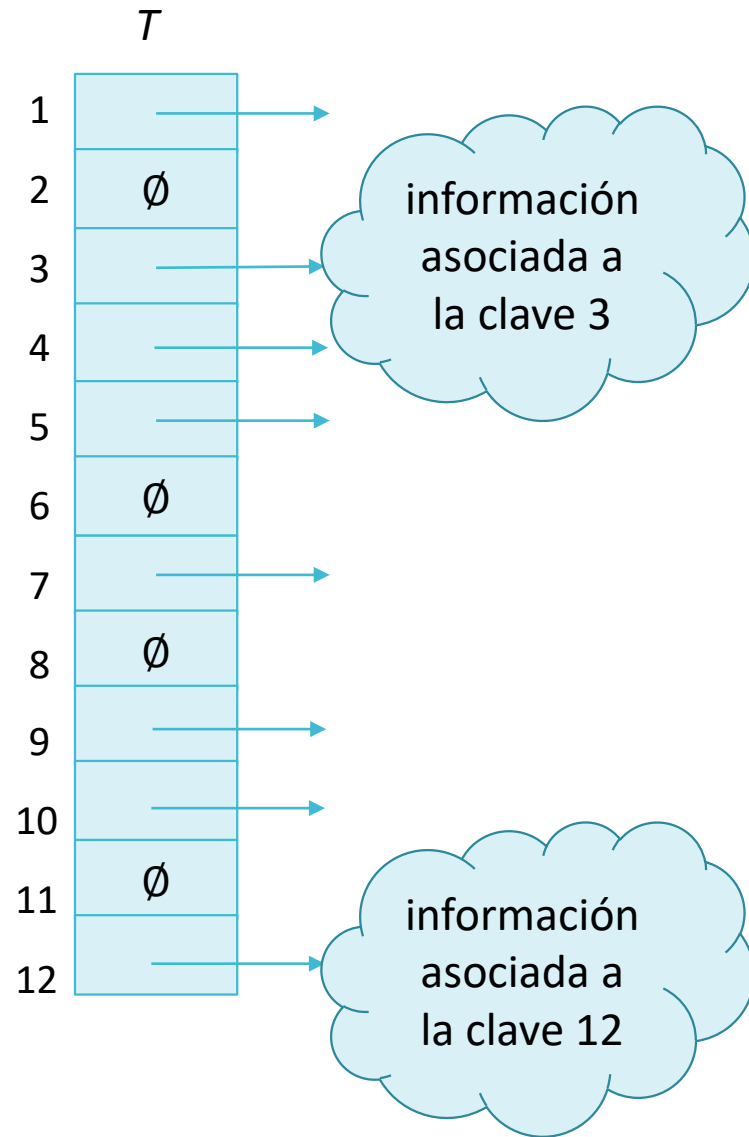 T
1
2 Ø
3
4
5
6 Ø
7
8 Ø
9
10
11 Ø
12
información
asociada a
la clave 3
información
asociada a
la clave 12